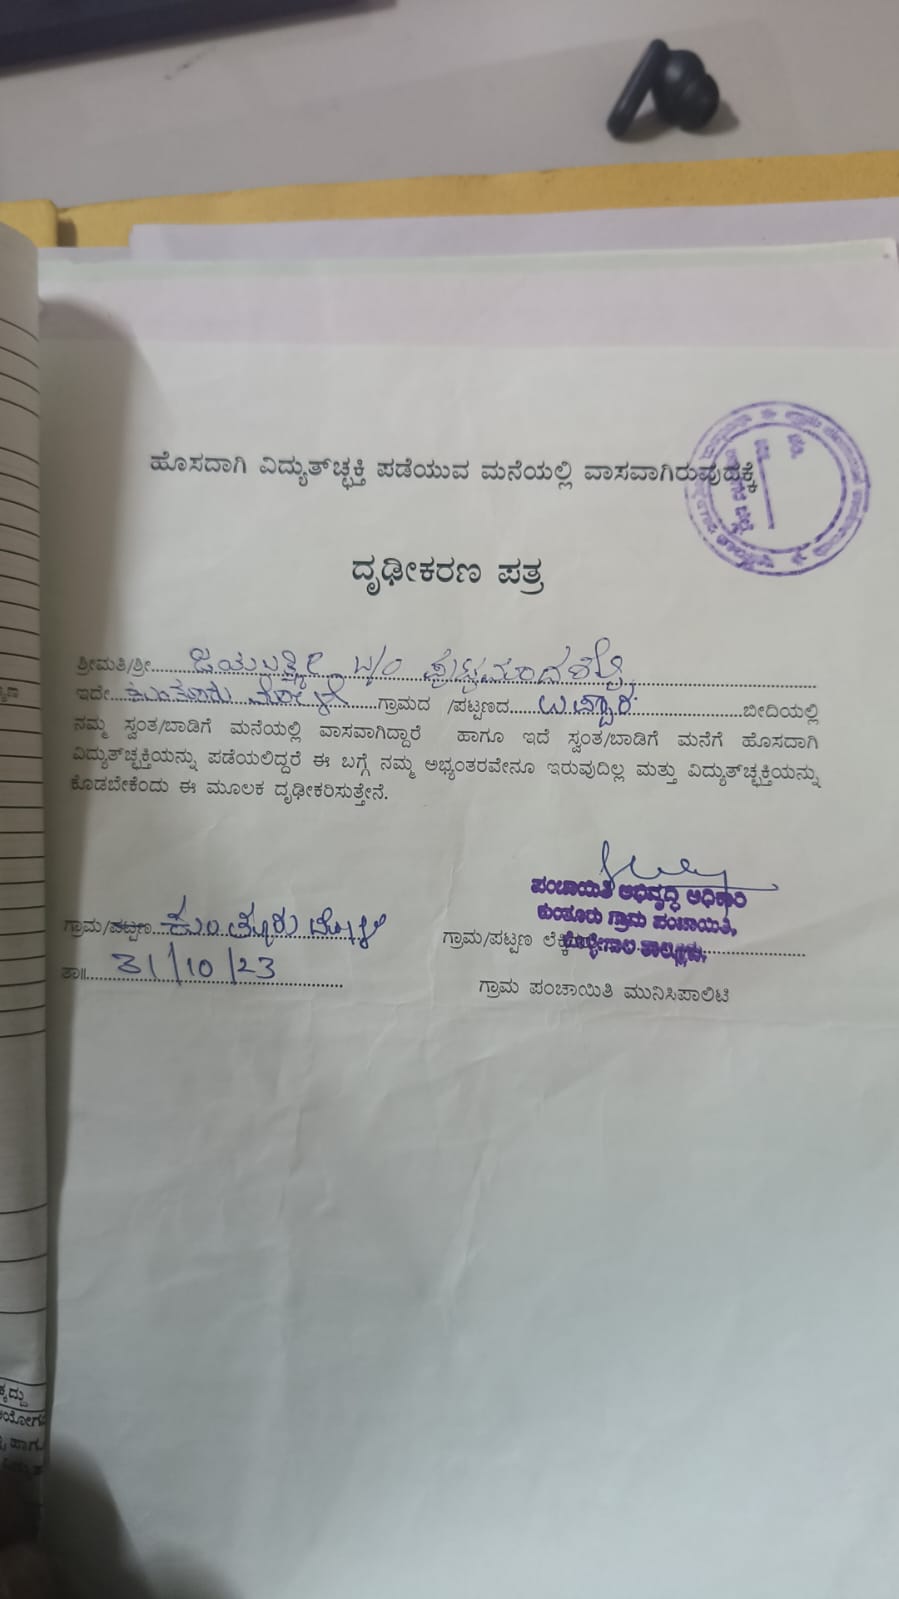 ಹೊಸದಾಗಿ ವಿದ್ಯುತ್‌ಚ್ಛಕ್ತಿ ಪಡೆಯುವ ಮನೆಯಲ್ಲಿ ವಾಸವಾಗಿರುವುದಕ್ಕೆ
ದೃಢೀಕರಣ ಪತ್ರ
ಶ್ರೀಮತಿ/ಶ್ರೀ
ಇದೇ ಕುಂತೂರು ಮೋಳೆ ಗ್ರಾಮದ /ಪಟ್ಟಣದ ಉಪ್ಪಾರ ಬೀದಿಯಲ್ಲಿ
ನಮ್ಮ ಸ್ವಂತ/ಬಾಡಿಗೆ ಮನೆಯಲ್ಲಿ ವಾಸವಾಗಿದ್ದಾರೆ ಹಾಗೂ ಇದೆ ಸ್ವಂತ/ಬಾಡಿಗೆ ಮನೆಗೆ ಹೊಸದಾಗಿ
ವಿದ್ಯುತ್‌ಚ್ಛಕ್ತಿಯನ್ನು ಪಡೆಯಲಿದ್ದರೆ ಈ ಬಗ್ಗೆ ನಮ್ಮ ಅಭ್ಯಂತರವೇನೂ ಇರುವುದಿಲ್ಲ ಮತ್ತು ವಿದ್ಯುತ್‌ಚ್ಛಕ್ತಿಯನ್ನು
ಕೊಡಬೇಕೆಂದು ಈ ಮೂಲಕ ದೃಢೀಕರಿಸುತ್ತೇನೆ.
ಪಂಚಾಯಿತಿ ಅಭಿವೃದ್ಧಿ ಅಧಿಕಾರಿ
ಕುಂತೂರು ಗ್ರಾಮ ಪಂಚಾಯಿತಿ,
ಕೊಳ್ಳೇಗಾಲ ತಾಲ್ಲೂಕು.
ಗ್ರಾಮ/ಪಟ್ಟಣ ಕುಂತೂರು ಮೋಳೆ
ಗ್ರಾಮ/ಪಟ್ಟಣ
ತಾ॥ 31/10/23
ಗ್ರಾಮ ಪಂಚಾಯಿತಿ ಮುನಿಸಿಪಾಲಿಟಿ